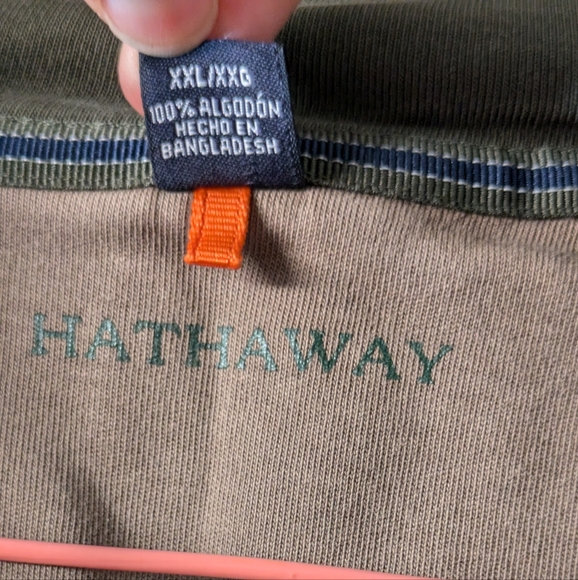 XXL/XXG
100% ALGODÓN
HECHO EN
BANGLADESH
HATHAWAY